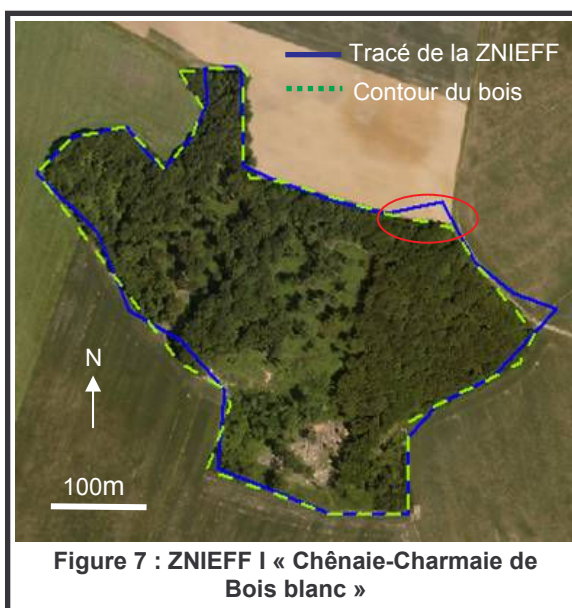 Tracé de la ZNIEFF
Contour du bois
N
100m
Figure 7 : ZNIEFF I « Chênaie-Charmaie de
Bois blanc »